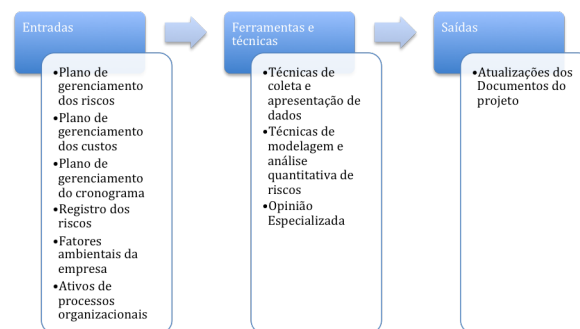 Entradas
•Plano de
gerenciamento
dos riscos
•Plano de
gerenciamento
dos custos
•Plano de
gerenciamento
do cronograma
•Registro dos
riscos
•Fatores
ambientais da
empresa
•Ativos de
processos
organizacionais
Ferramentas e
técnicas
•Técnicas de
coleta e
apresentação de
dados
•Técnicas de
modelagem e
análise
quantitativa de
riscos
•Opinião
Especializada
Saídas
•Atualizações dos
Documentos do
projeto